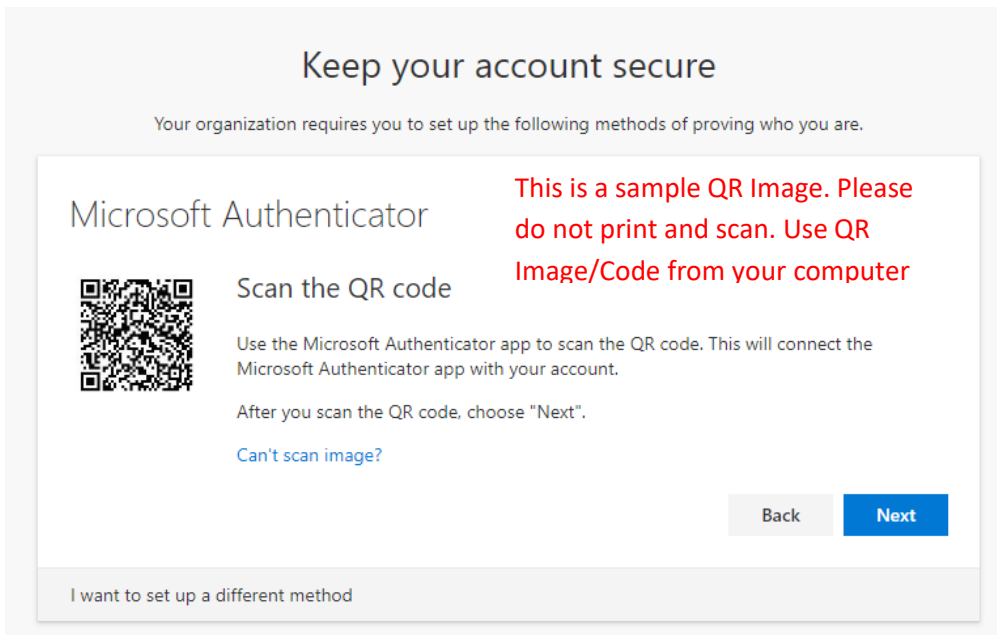 Keep your account secure
Your organization requires you to set up the following methods of proving who you are.
Microsoft Authenticator
This is a sample QR Image. Please
do not print and scan. Use QR
Image/Code from your computer
Scan the QR code
Use the Microsoft Authenticator app to scan the QR code. This will connect the
Microsoft Authenticator app with your account.
After you scan the QR code, choose "Next".
Can't scan image?
Back
Next
I want to set up a different method